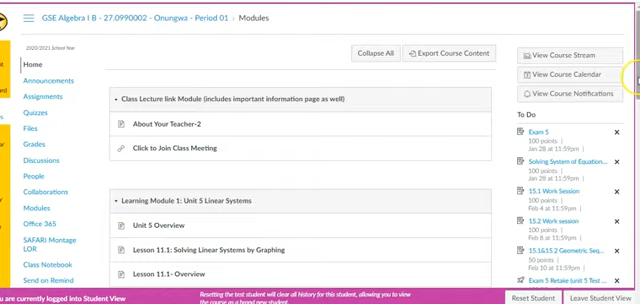 GSE Algebra I B - 27.0990002 - Onungwa - Period 01 › Modules
2020/2021 School Year
Home
Announcements
Assignments
Quizzes
Files
Grades
Discussions
People
Collaborations
Modules
Office 365
SAFARI Montage
LOR
Class Notebook
Send on Remind
Collapse All
Export Course Content
Class Lecture link Module (includes important information page as well)
About Your Teacher-2
Click to Join Class Meeting
Learning Module 1: Unit 5 Linear Systems
Unit 5 Overview
Lesson 11.1: Solving Linear Systems by Graphing
Lesson 11.1- Overview
View Course Stream
View Course Calendar
View Course Notifications
To Do
Exam 5
100 points |
Jan 28 at 11:59pm |
Solving System of Equation...
100 points |
Jan 28 at 11:59pm |
15.1 Work Session
100 points |
Feb 4 at 11:59pm |
15.2 Work session
100 points |
Feb 8 at 11:59pm |
15.1&15.2 Geometric Seq...
50 points |
Feb 10 at 11:59pm |
Exam 5 Retake (unit 5 Test ...
u are currently logged into Student View
Resetting the test student will clear all history for this student, allowing you to view
the course as a brand new student.
Reset Student
Leave Student View